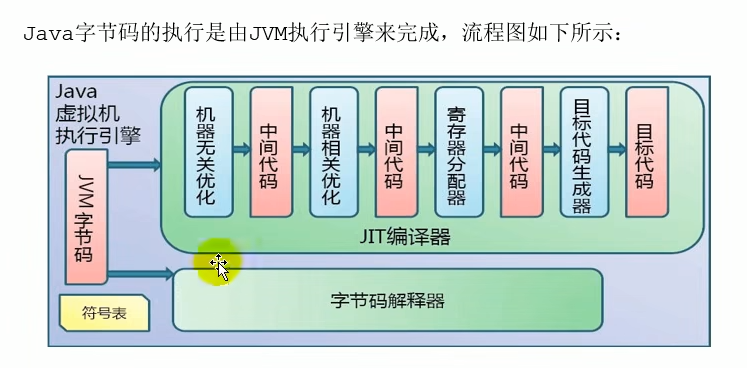 Java字节码的执行是由JVM执行引擎来完成，流程图如下所示：
Java
虚拟机
执行引擎
JVM字节码
机器无关优化
中间代码
机器相关优化
中间代码
寄存器分配器
中间代码
目标代码生成器
目标代码
JIT编译器
字节码解释器
符号表